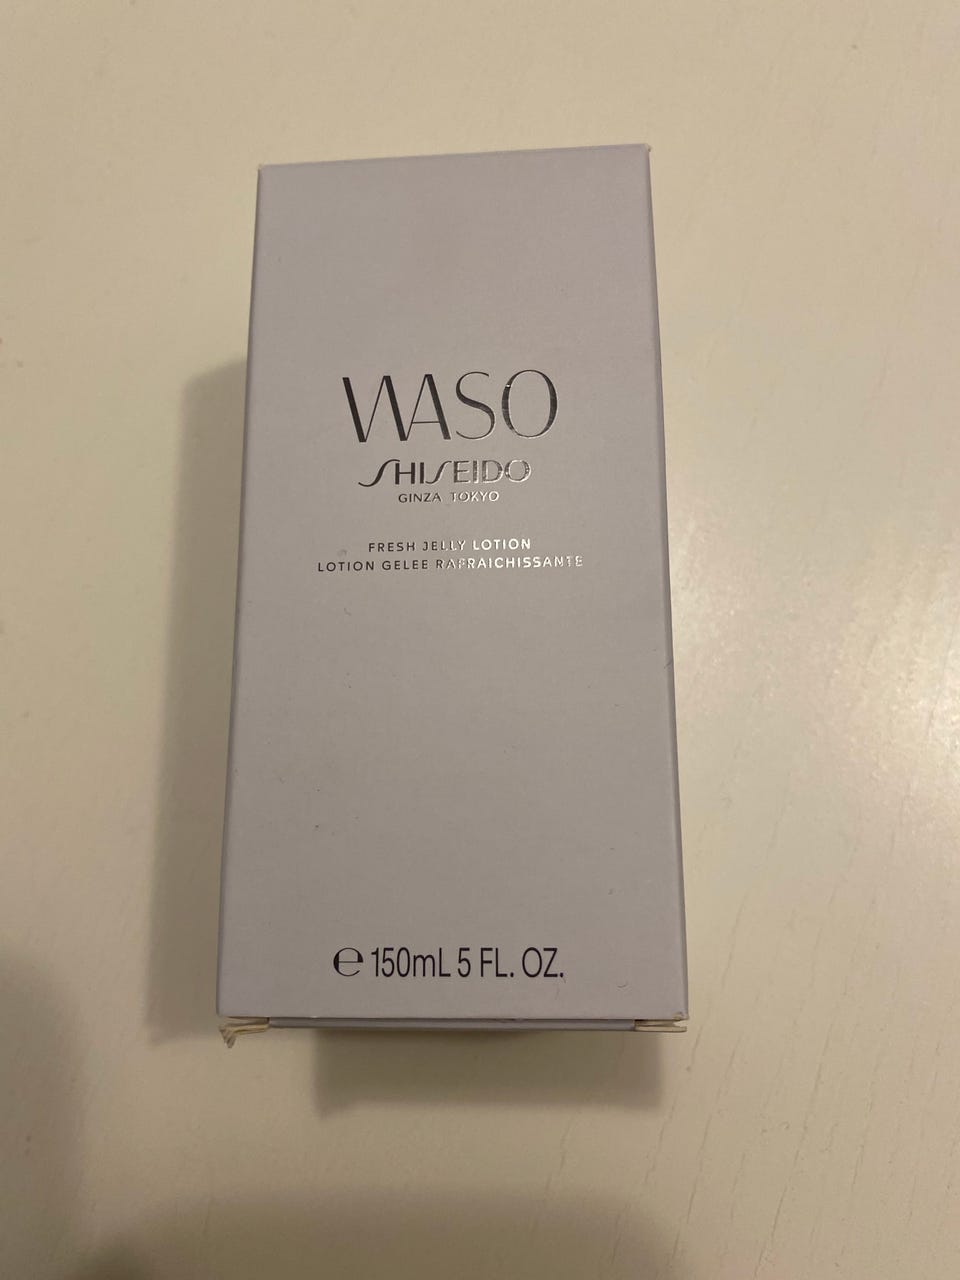 WASO
SHISEIDO
GINZA TOKYO
FRESH JELLY LOTION
LOTION GELEE RAFRAICHISSANTE
℮ 150mL 5 FL. OZ.